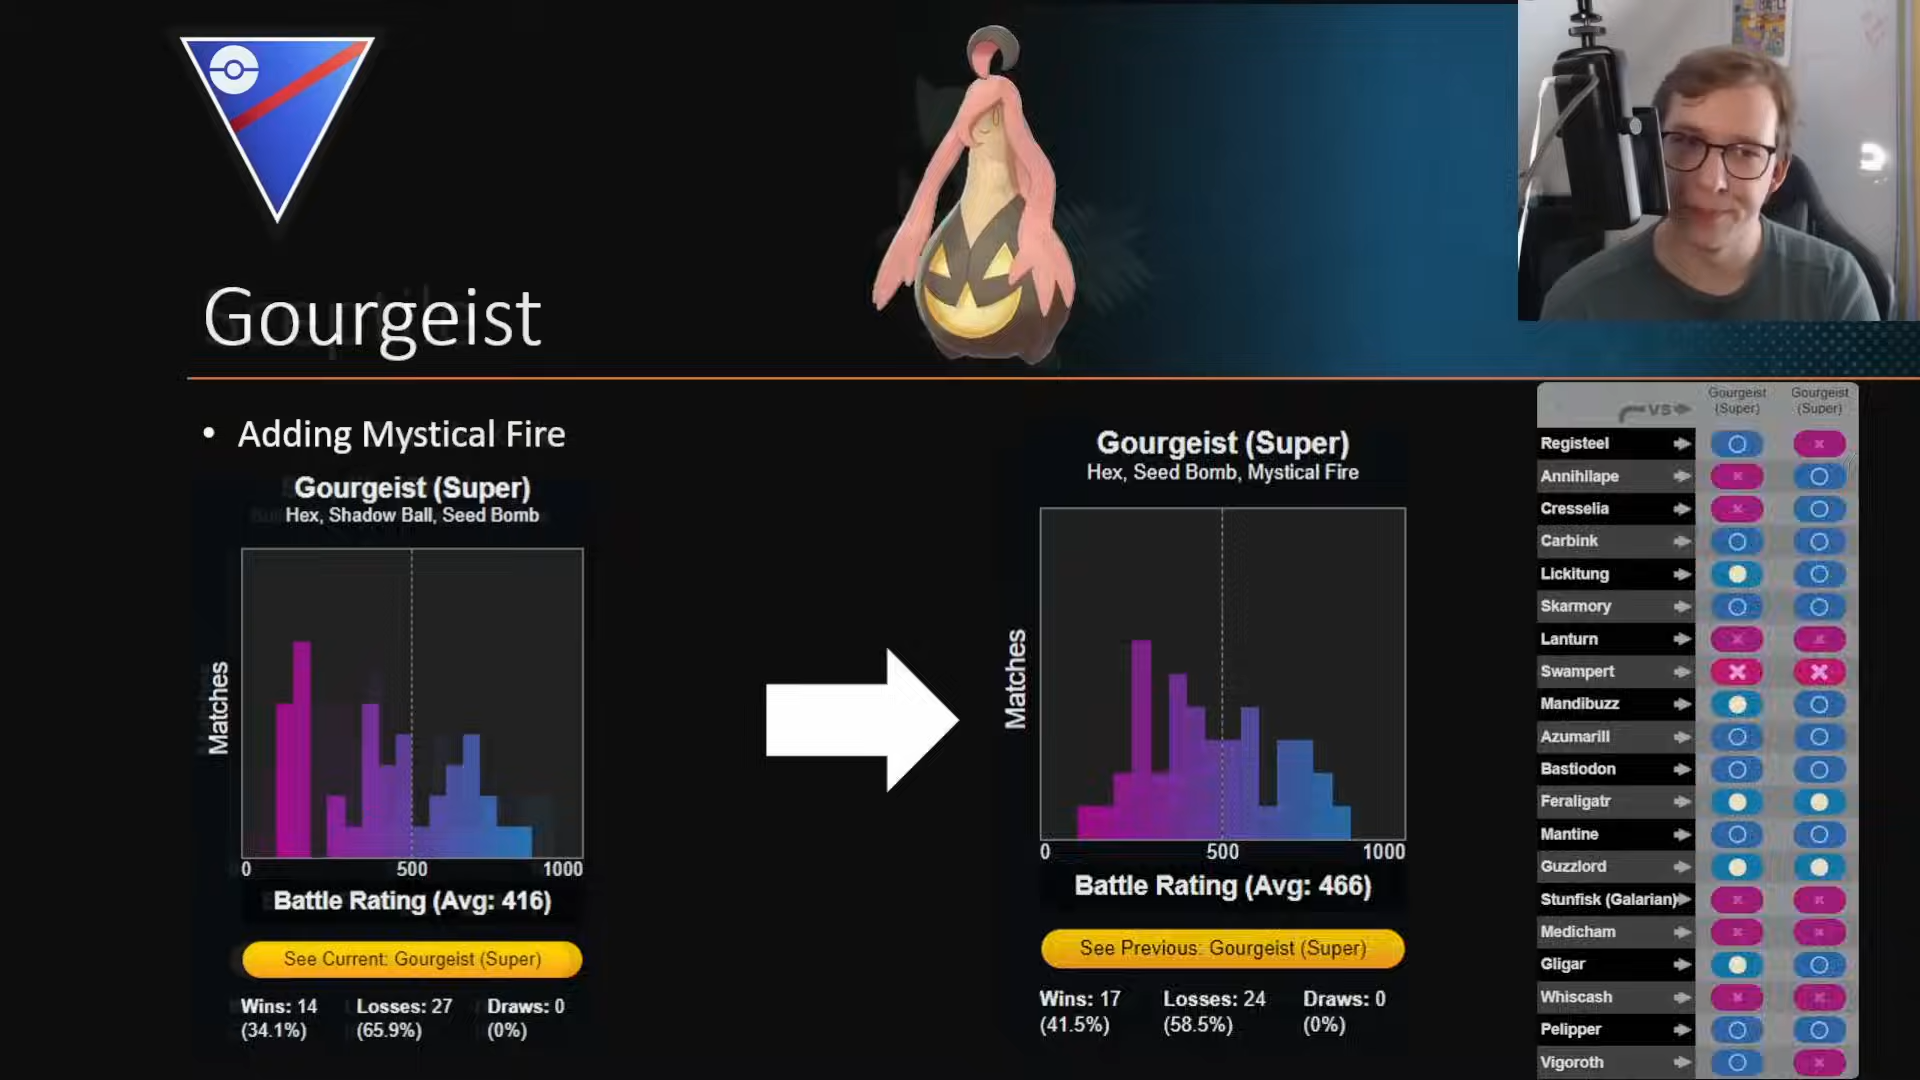 Gourgeist
• Adding Mystical Fire
Gourgeist (Super)
Hex, Shadow Ball, Seed Bomb
Matches
0 500 1000
Battle Rating (Avg: 416)
See Current: Gourgeist (Super)
Wins: 14 Losses: 27 Draws: 0
(34.1%) (65.9%) (0%)
Gourgeist (Super)
Hex, Seed Bomb, Mystical Fire
Matches
0 500 1000
Battle Rating (Avg: 466)
See Previous: Gourgeist (Super)
Wins: 17 Losses: 24 Draws: 0
(41.5%) (58.5%) (0%)
VS Gourgeist (Super) Gourgeist (Super)
Registeel
Annihilape
Cresselia
Carbink
Lickitung
Skarmory
Lanturn
Swampert
Mandibuzz
Azumarill
Bastiodon
Feraligatr
Mantine
Guzzlord
Stunfisk (Galarian)
Medicham
Gligar
Whiscash
Pelipper
Vigoroth